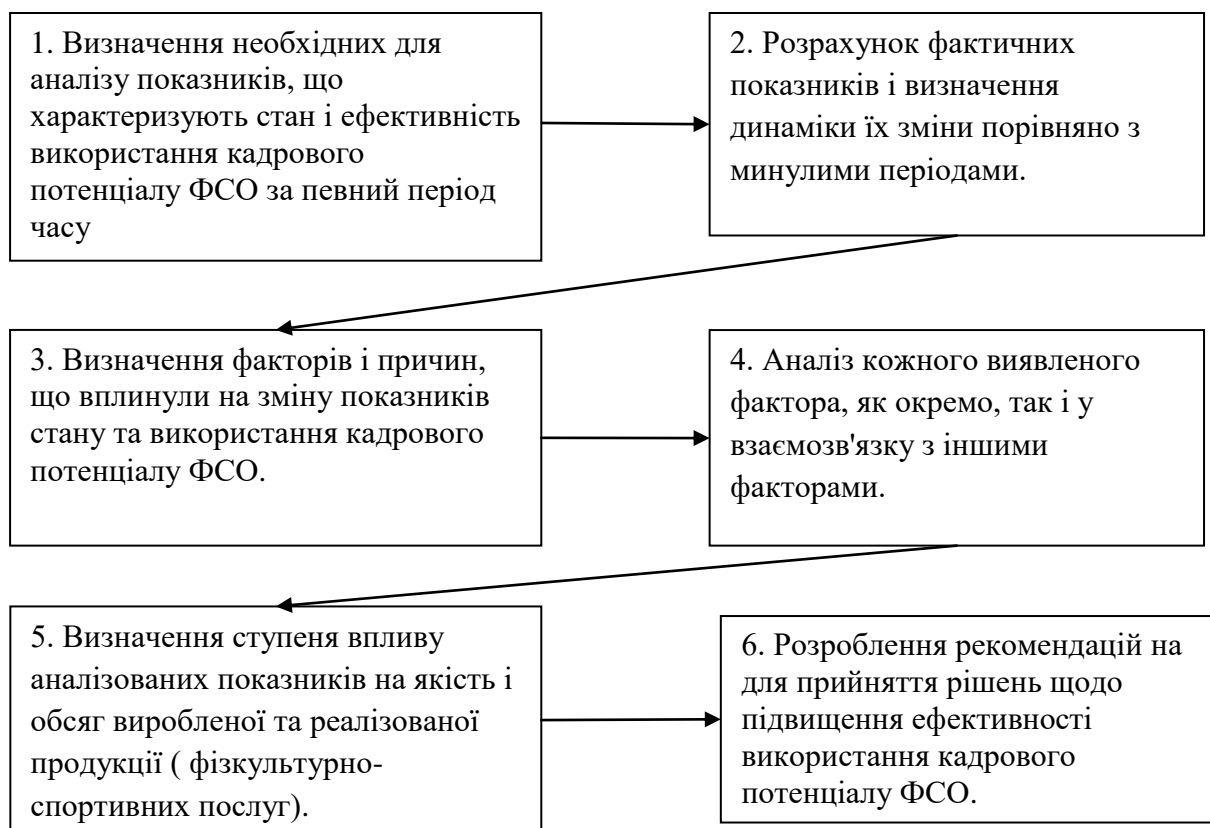 1. Визначення необхідних для
аналізу показників, що
характеризують стан і ефективність
використання кадрового
потенціалу ФСО за певний період
часу
2. Розрахунок фактичних
показників і визначення
динаміки їх зміни порівняно з
минулими періодами.
3. Визначення факторів і причин,
що вплинули на зміну показників
стану та використання кадрового
потенціалу ФСО.
4. Аналіз кожного виявленого
фактора, як окремо, так і у
взаємозв'язку з іншими
факторами.
5. Визначення ступеня впливу
аналізованих показників на якість і
обсяг виробленої та реалізованої
продукції ( фізкультурно-
спортивних послуг).
6. Розроблення рекомендацій на
для прийняття рішень щодо
підвищення ефективності
використання кадрового
потенціалу ФСО.